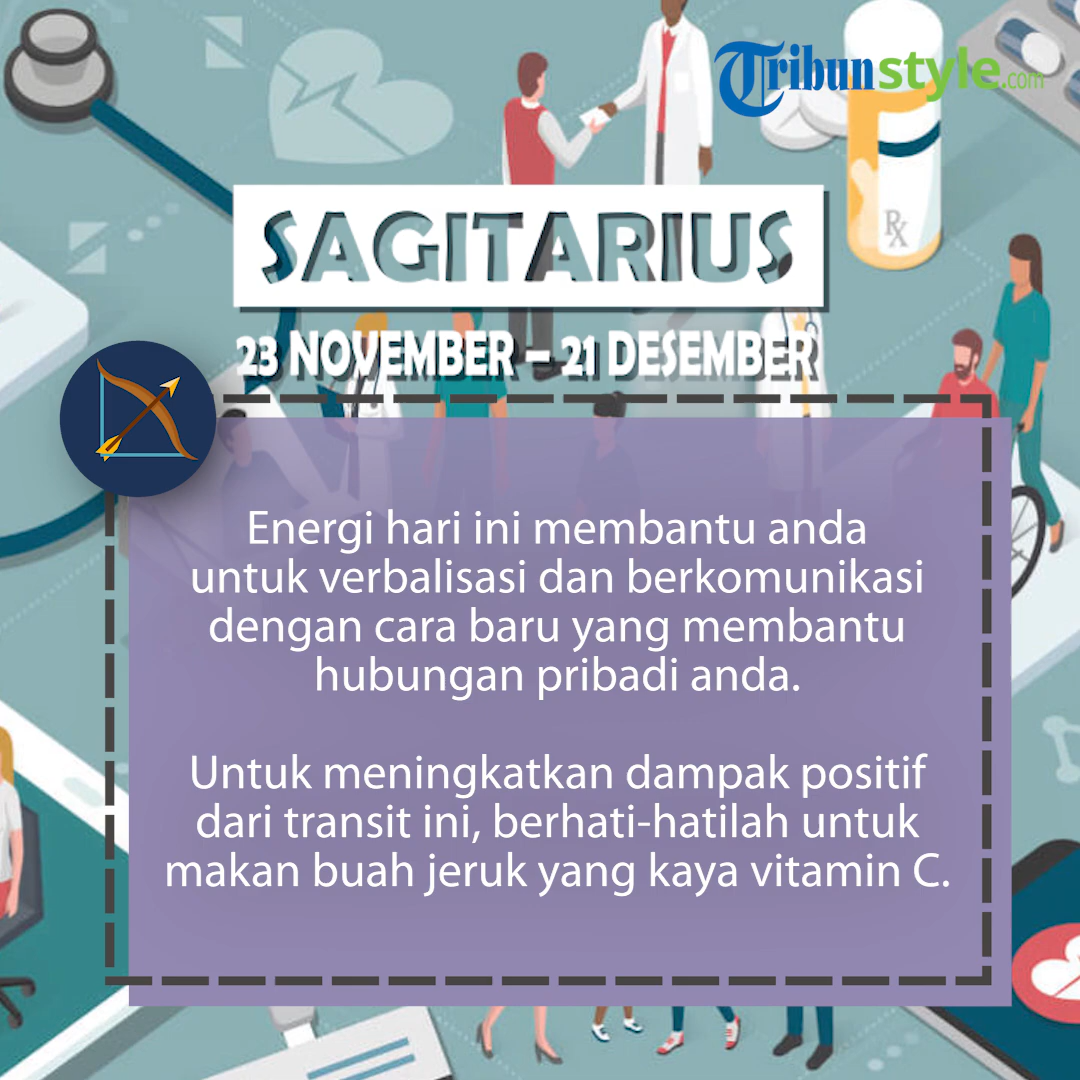 Tribunstyle.com
Rx
SAGITARIUS
23 NOVEMBER – 21 DESEMBER
Energi hari ini membantu anda
untuk verbalisasi dan berkomunikasi
dengan cara baru yang membantu
hubungan pribadi anda.
Untuk meningkatkan dampak positif
dari transit ini, berhati-hatilah untuk
makan buah jeruk yang kaya vitamin C.